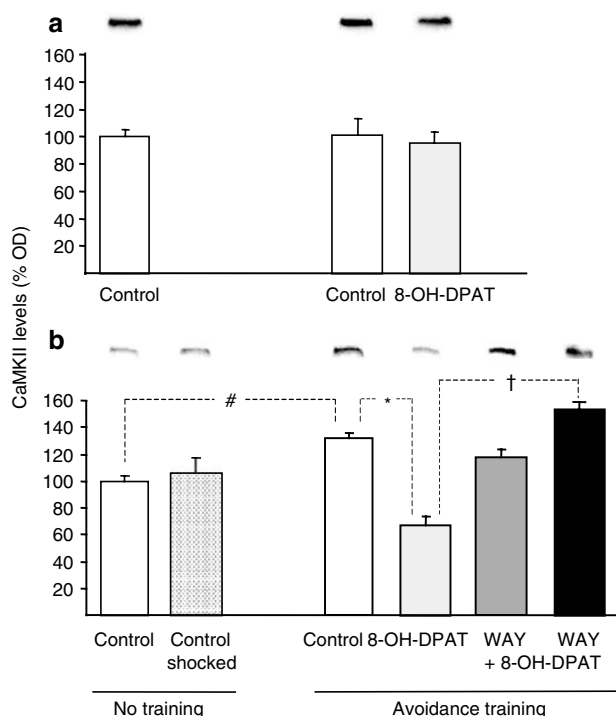 a
160
140
120
100
80
60
40
20
Control
Control 8-OH-DPAT
CaMKII levels (% OD)
b
160
140
120
100
80
60
40
20
#
*
†
Control Control shocked
Control 8-OH-DPAT WAY + 8-OH-DPAT WAY
No training
Avoidance training